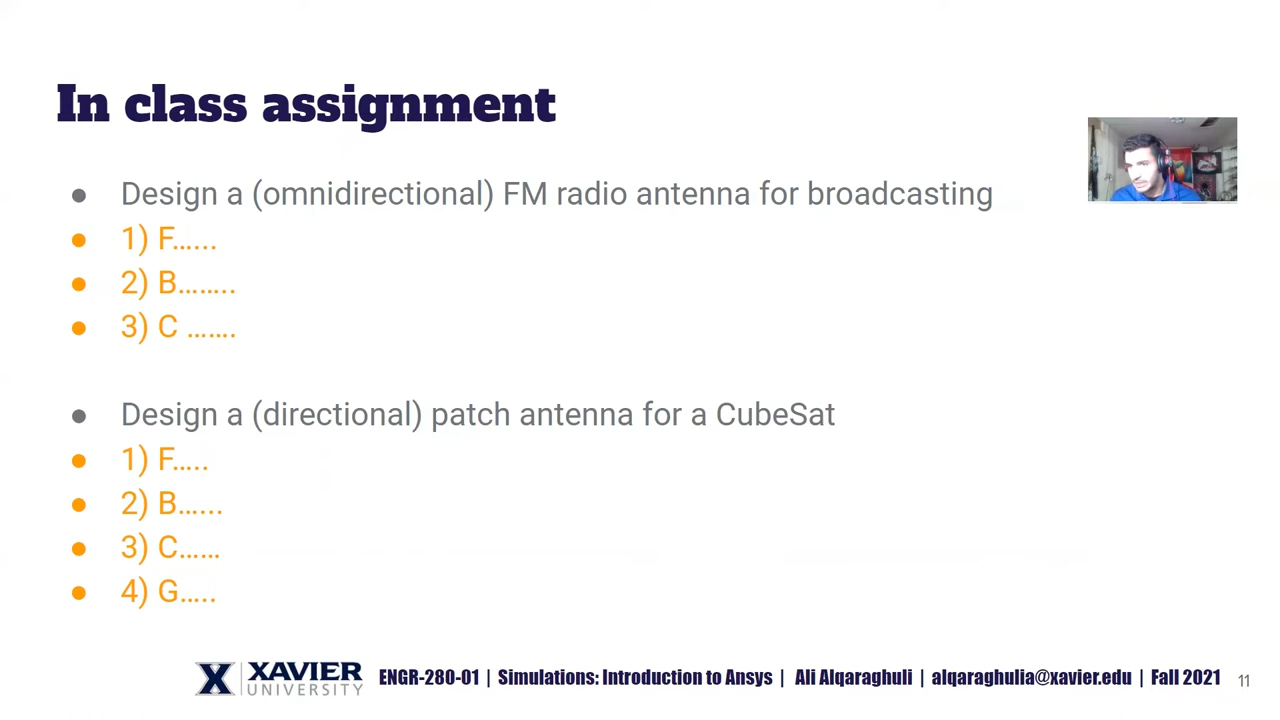 In class assignment
● Design a (omnidirectional) FM radio antenna for broadcasting
● 1) F......
● 2) B........
● 3) C .......
● Design a (directional) patch antenna for a CubeSat
● 1) F.....
● 2) B......
● 3) C......
● 4) G.....
XAVIER UNIVERSITY
ENGR-280-01 | Simulations: Introduction to Ansys | Ali Alqaraghuli | alqaraghulia@xavier.edu | Fall 2021
11